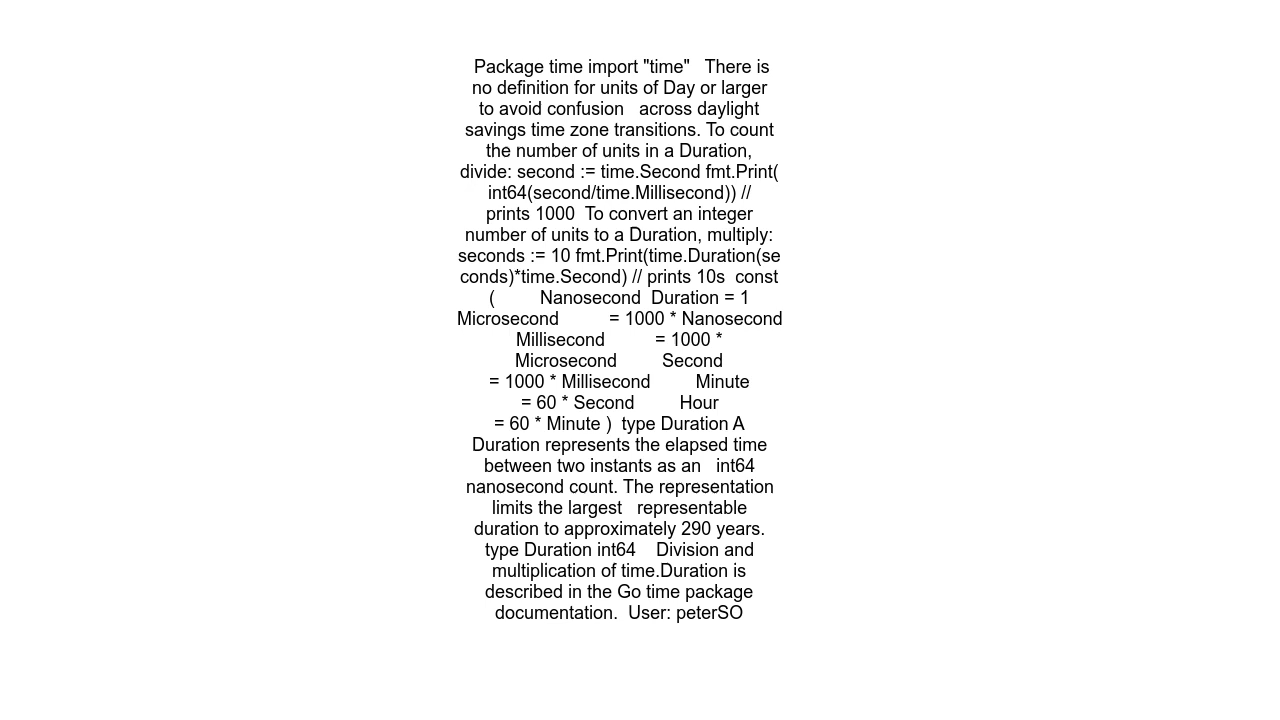 Package time import "time"   There is
no definition for units of Day or larger
to avoid confusion   across daylight
savings time zone transitions. To count
the number of units in a Duration,
divide: second := time.Second fmt.Print(
int64(second/time.Millisecond)) //
prints 1000  To convert an integer
number of units to a Duration, multiply:
seconds := 10 fmt.Print(time.Duration(se
conds)*time.Second) // prints 10s  const
(         Nanosecond  Duration = 1
Microsecond          = 1000 * Nanosecond
Millisecond          = 1000 *
Microsecond         Second
= 1000 * Millisecond         Minute
= 60 * Second         Hour
= 60 * Minute )  type Duration A
Duration represents the elapsed time
between two instants as an   int64
nanosecond count. The representation
limits the largest   representable
duration to approximately 290 years.
type Duration int64    Division and
multiplication of time.Duration is
described in the Go time package
documentation.  User: peterSO